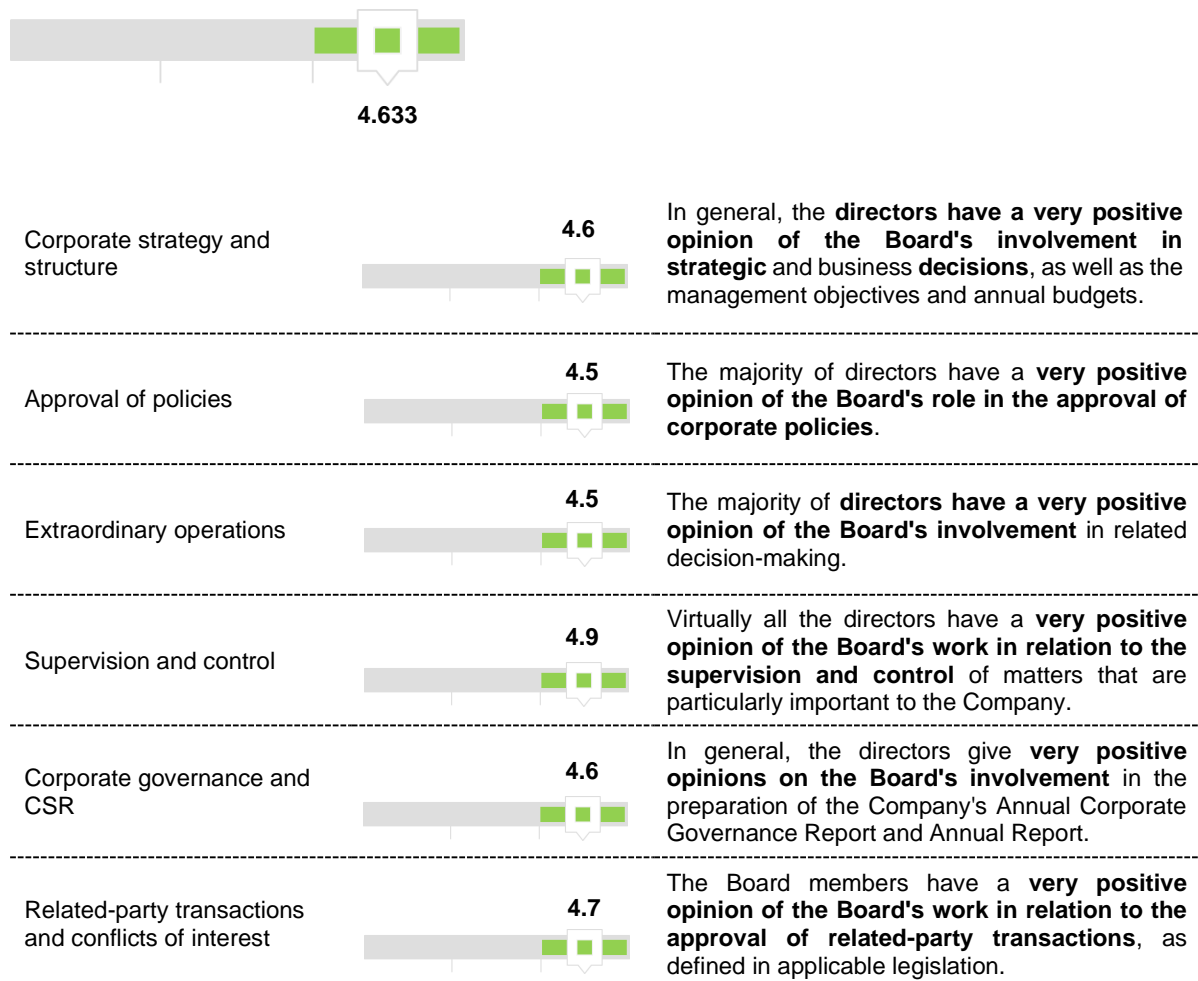 4.633
Corporate strategy and
structure
4.6
In general, the directors have a very positive
opinion of the Board's involvement in
strategic and business decisions, as well as the
management objectives and annual budgets.
Approval of policies
4.5
The majority of directors have a very positive
opinion of the Board's role in the approval of
corporate policies.
Extraordinary operations
4.5
The majority of directors have a very positive
opinion of the Board's involvement in related
decision-making.
Supervision and control
4.9
Virtually all the directors have a very positive
opinion of the Board's work in relation to the
supervision and control of matters that are
particularly important to the Company.
Corporate governance and
CSR
4.6
In general, the directors give very positive
opinions on the Board's involvement in the
preparation of the Company's Annual Corporate
Governance Report and Annual Report.
Related-party transactions
and conflicts of interest
4.7
The Board members have a very positive
opinion of the Board's work in relation to the
approval of related-party transactions, as
defined in applicable legislation.